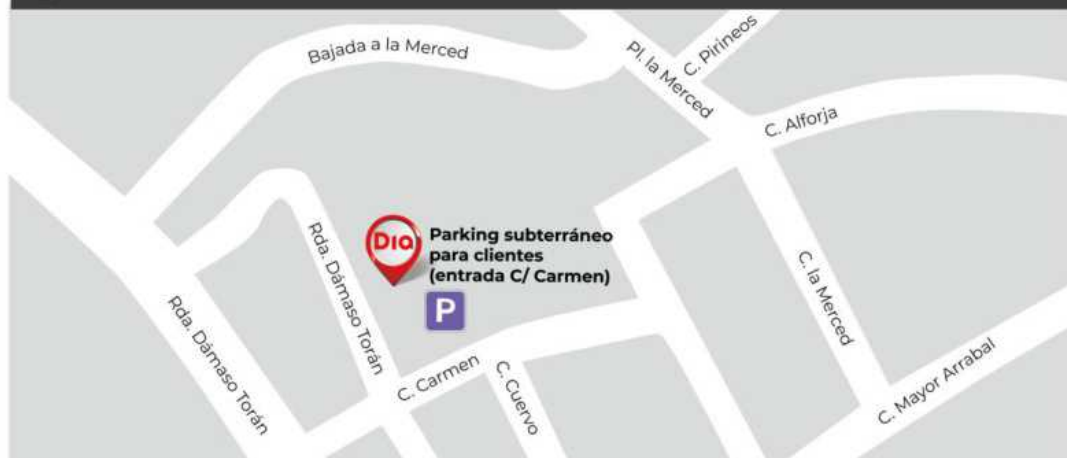 Bajada a la Merced
Pl. la Merced
C. Pirineos
C. Alforja
Rda. Dámaso Torán
Dia
Parking subterráneo
para clientes
(entrada C/ Carmen)
P
C. la Merced
Rda. Dámaso Torán
C. Carmen
C. Cuervo
C. Mayor Arrabal